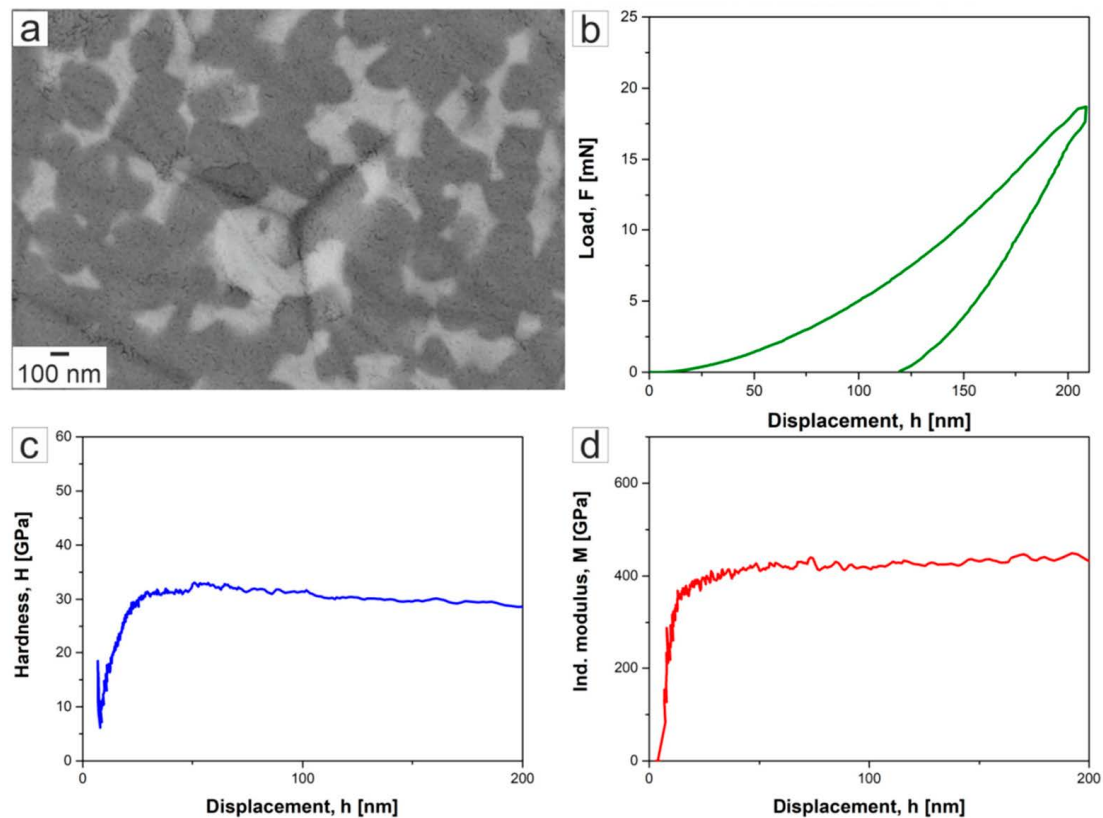 a
100 nm
b
25
20
15
10
5
0
Load, F [mN]
0 50 100 150 200
Displacement, h [nm]
c
60
50
40
30
20
10
0
Hardness, H [GPa]
0 100 200
Displacement, h [nm]
d
600
400
200
0
Ind. modulus, M [GPa]
0 100 200
Displacement, h [nm]